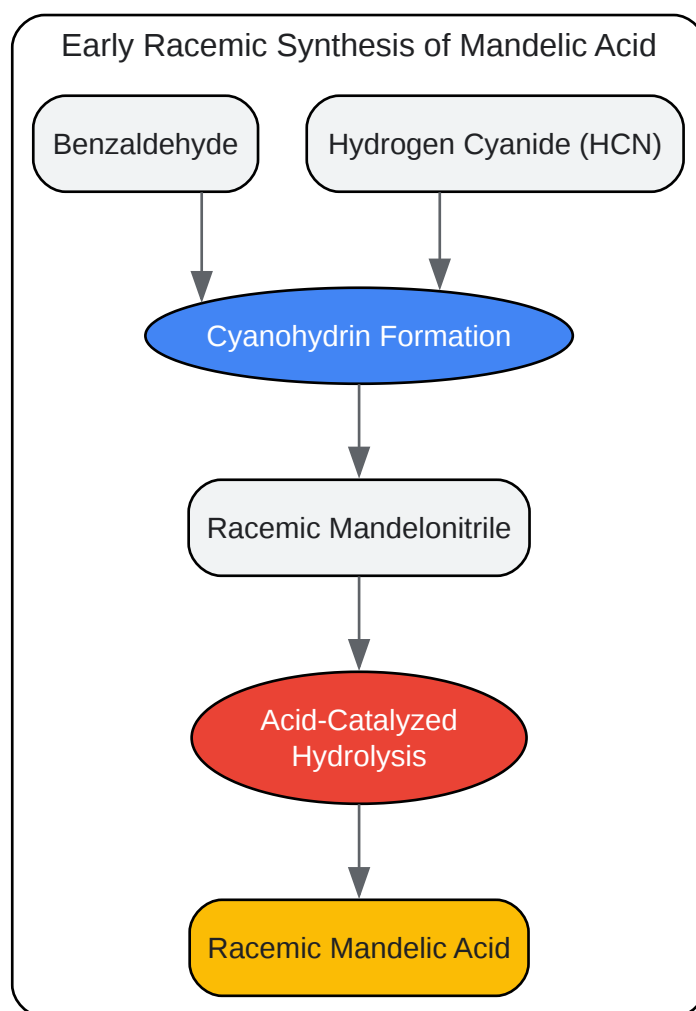 Early Racemic Synthesis of Mandelic Acid
Benzaldehyde
Hydrogen Cyanide (HCN)
Cyanohydrin Formation
Racemic Mandelonitrile
Acid-Catalyzed
Hydrolysis
Racemic Mandelic Acid